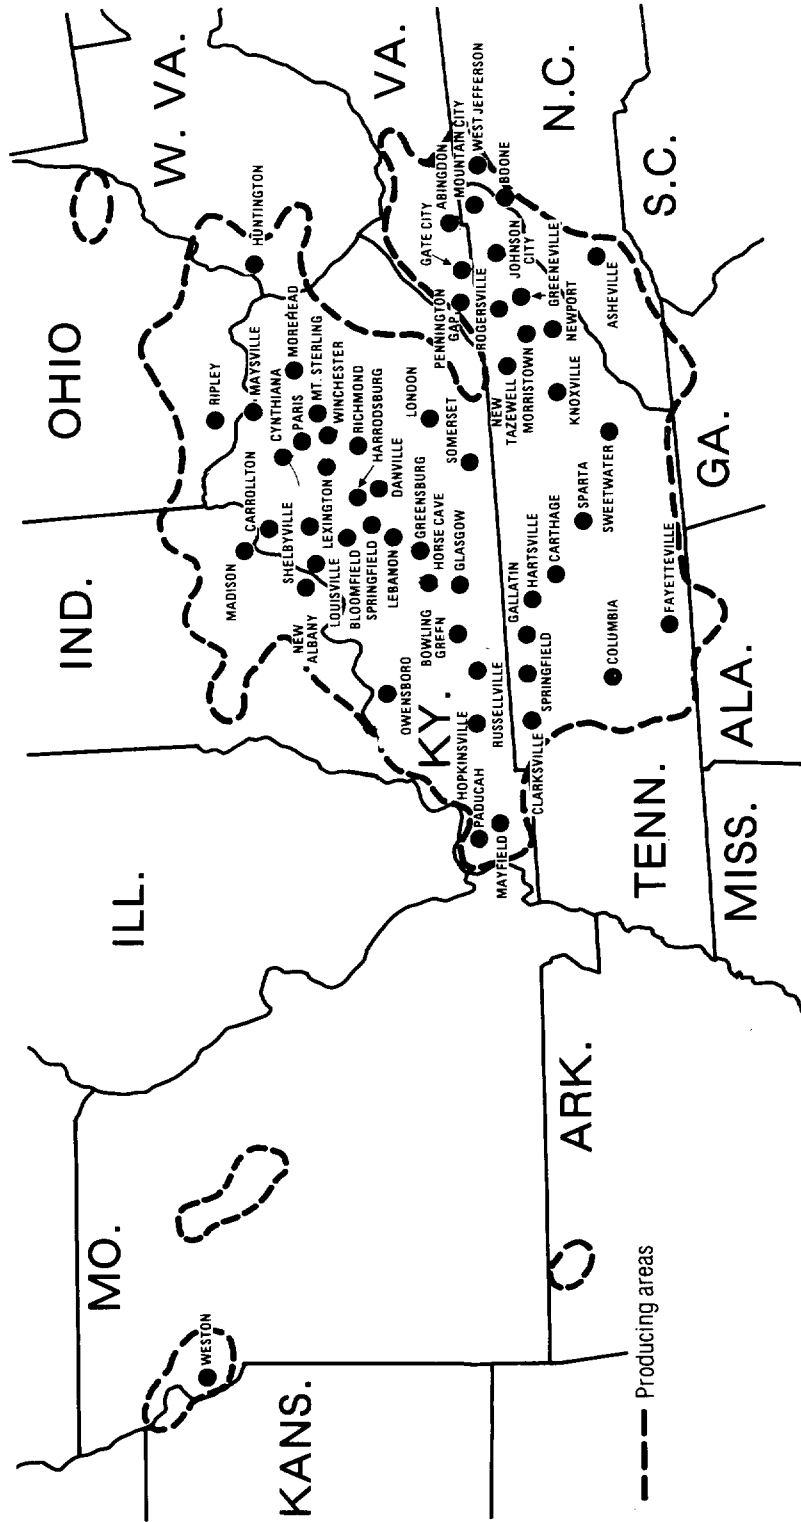 MO.
KANS.
ARK.
ILL.
IND.
OHIO
W. VA.
VA.
KY.
TENN.
MISS.
ALA.
GA.
S.C.
N.C.
WESTON
MADISON
CARROLLTON
RIPLEY
MAYSVILLE
HUNTINGTON
NEW
ALBANY
SHELBYVILLE
LOUISVILLE
CYNTHIANA
PARIS
MOREHEAD
MT. STERLING
WINCHESTER
LEXINGTON
BLOOMFIELD
SPRINGFIELD
RICHMOND
HARRODSBURG
DANVILLE
LEBANON
OWENSBORO
GREENSBURG
HORSE CAVE
LONDON
BOWLING
GREEN
GLASGOW
SOMERSET
HOPKINSVILLE
RUSSELLVILLE
PADUCAH
MAYFIELD
PENNINGTON
GAP
GATE CITY
ABINGDON
MOUNTAIN CITY
WEST JEFFERSON
BOONE
ROGERSVILLE
JOHNSON
CITY
GREENEVILLE
NEW
TAZEWELL
MORRISTOWN
NEWPORT
ASHEVILLE
CLARKSVILLE
SPRINGFIELD
GALLATIN
HARTSVILLE
CARTHAGE
KNOXVILLE
SPARTA
SWEETWATER
COLUMBIA
FAYETTEVILLE
Producing areas